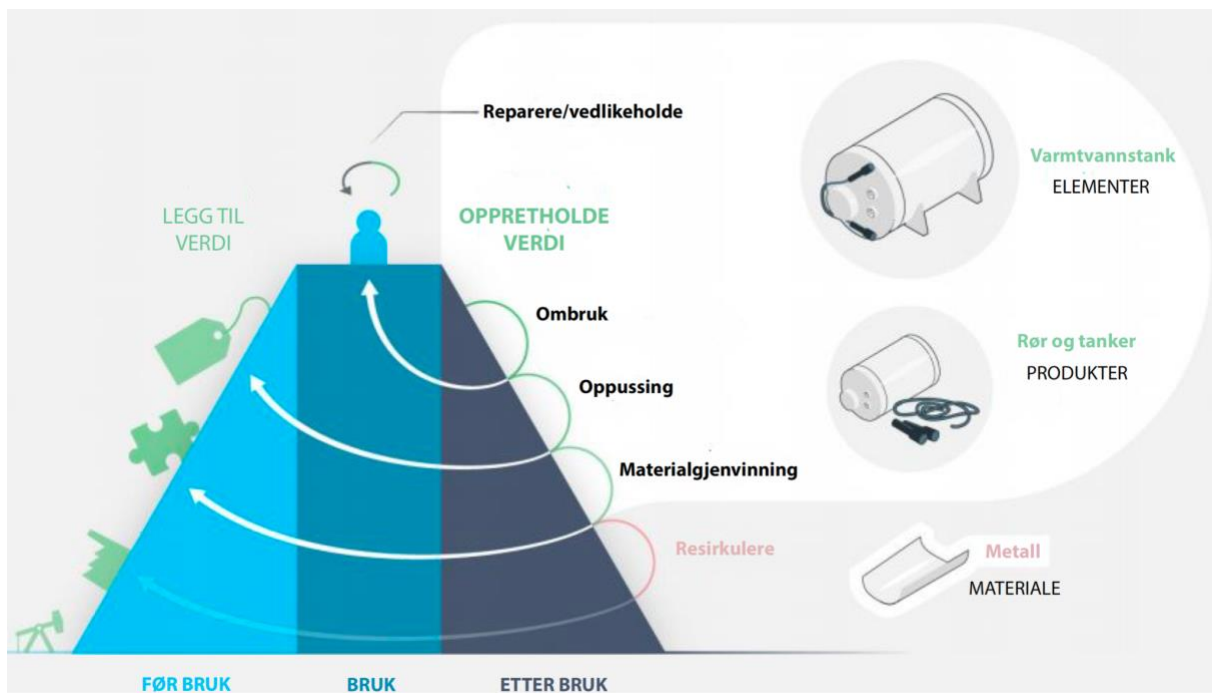 Reparere/vedlikeholde
LEGG TIL
VERDI
OPPRETHOLDE
VERDI
Varmtvannstank
ELEMENTER
Ombruk
Rør og tanker
PRODUKTER
Oppussing
Materialgjenvinning
Resirkulere
Metall
MATERIALE
FØR BRUK
BRUK
ETTER BRUK